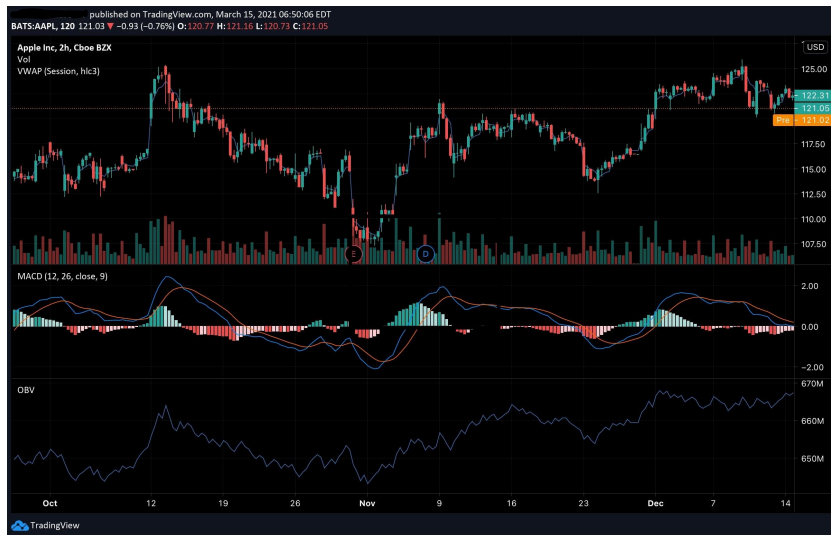 published on TradingView.com, March 15, 2021 06:50:06 EDT
BATS:AAPL, 120 121.03 ▼ −0.93 (−0.76%) O:120.77 H:121.16 L:120.73 C:121.05
Apple Inc, 2h, Cboe BZX
USD
Vol
VWAP (Session, hlc3)
125.00
122.31
121.05
Pre 121.02
117.50
115.00
110.00
107.50
E
D
MACD (12, 26, close, 9)
2.00
0.00
−2.00
OBV
670M
660M
650M
Oct 12 19 26 Nov 9 16 23 Dec 7 14
TradingView